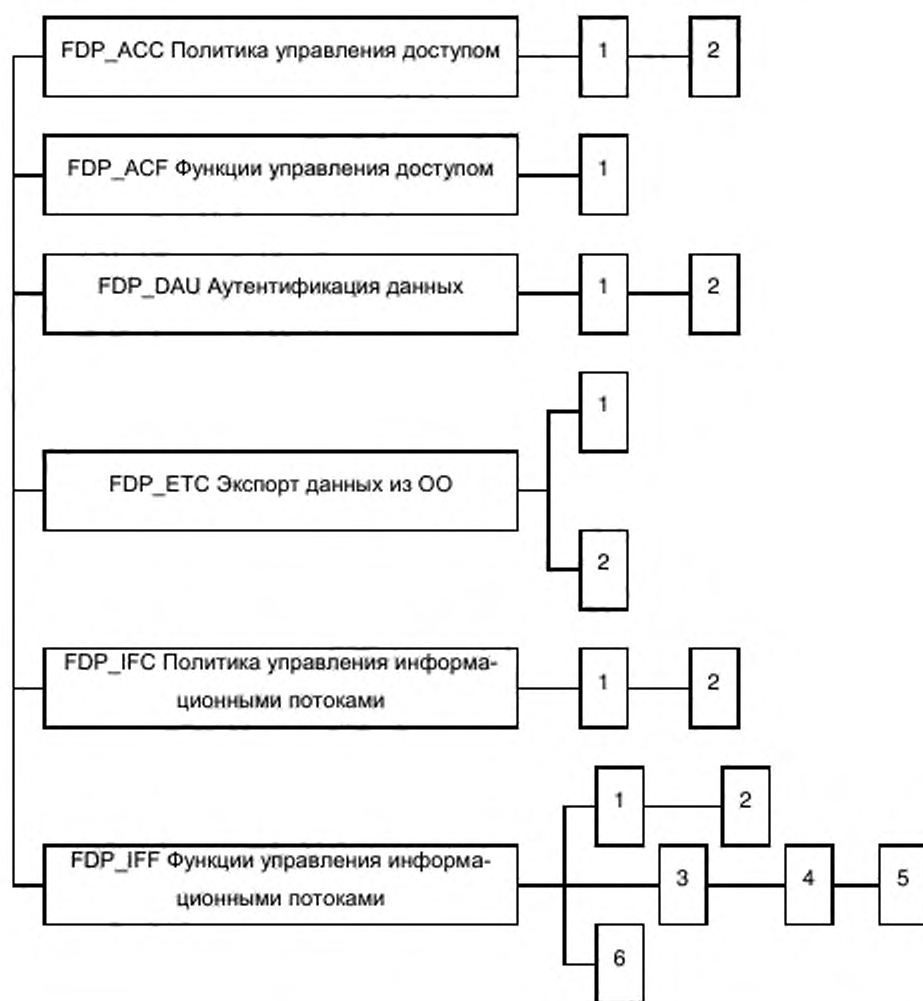 FDP_ACC Политика управления доступом 1 2
FDP_ACF Функции управления доступом 1
FDP_DAU Аутентификация данных 1 2
1
FDP_ETC Экспорт данных из ОО
2
FDP_IFC Политика управления информа-
ционными потоками
1 2
1 2
FDP_IFF Функции управления информа-
ционными потоками
3 4 5
6